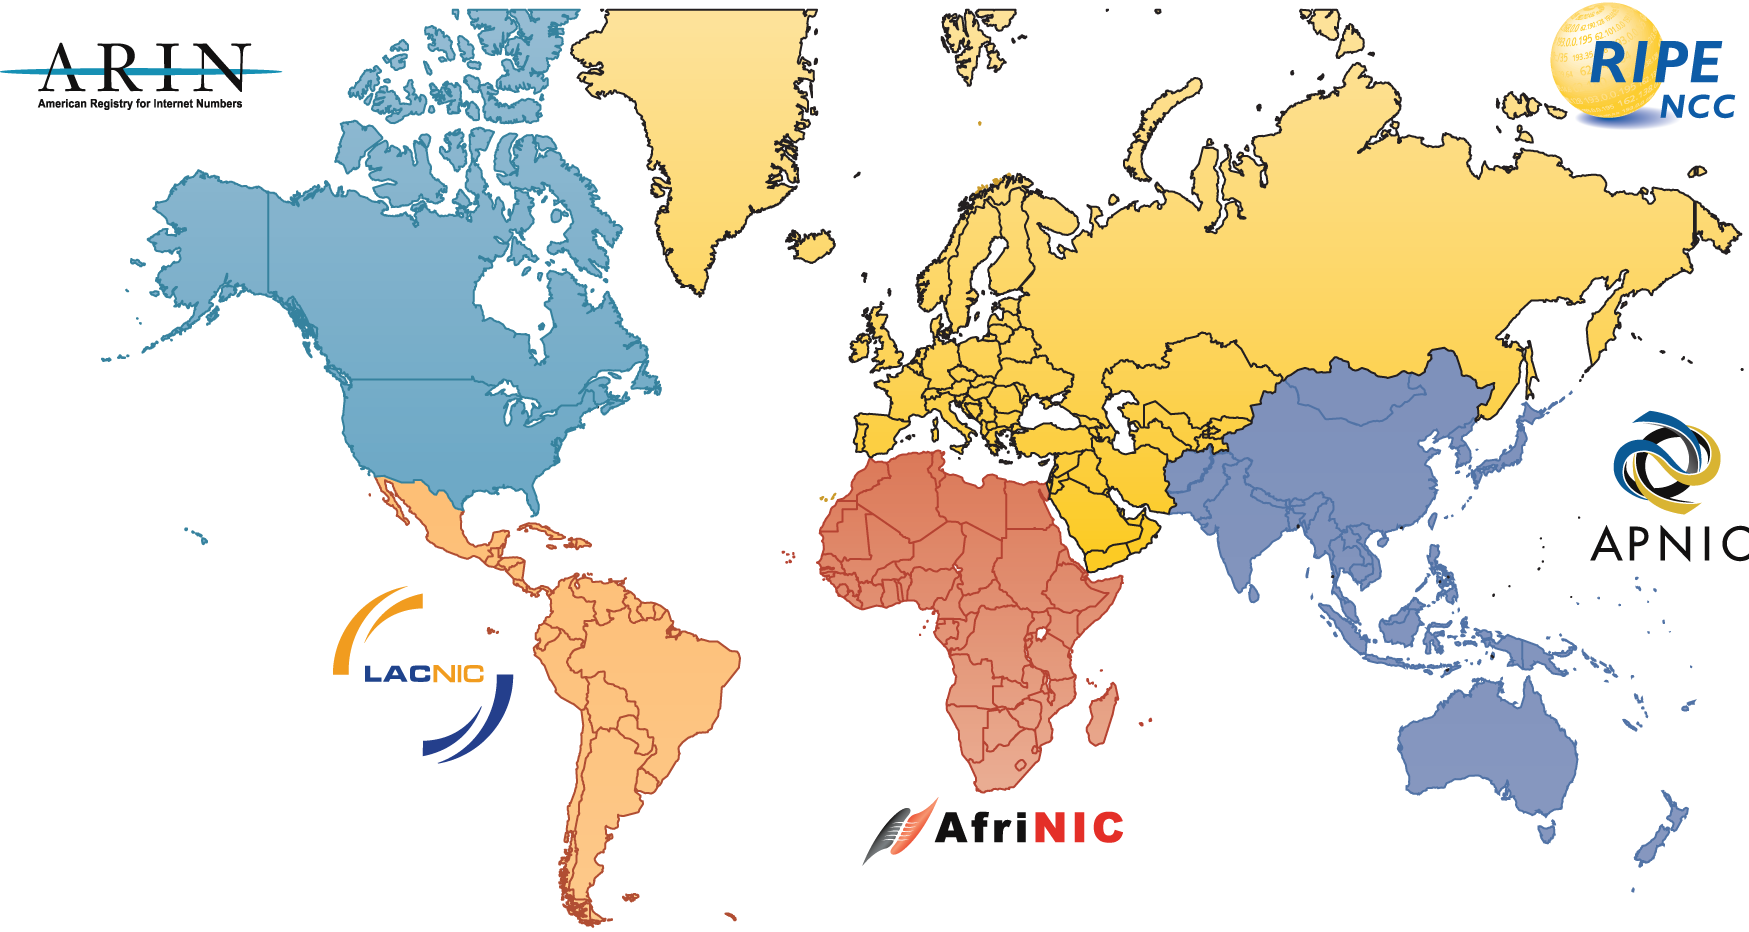 ARIN
American Registry for Internet Numbers
RIPE
NCC
APNIC
LACNIC
AfriNIC